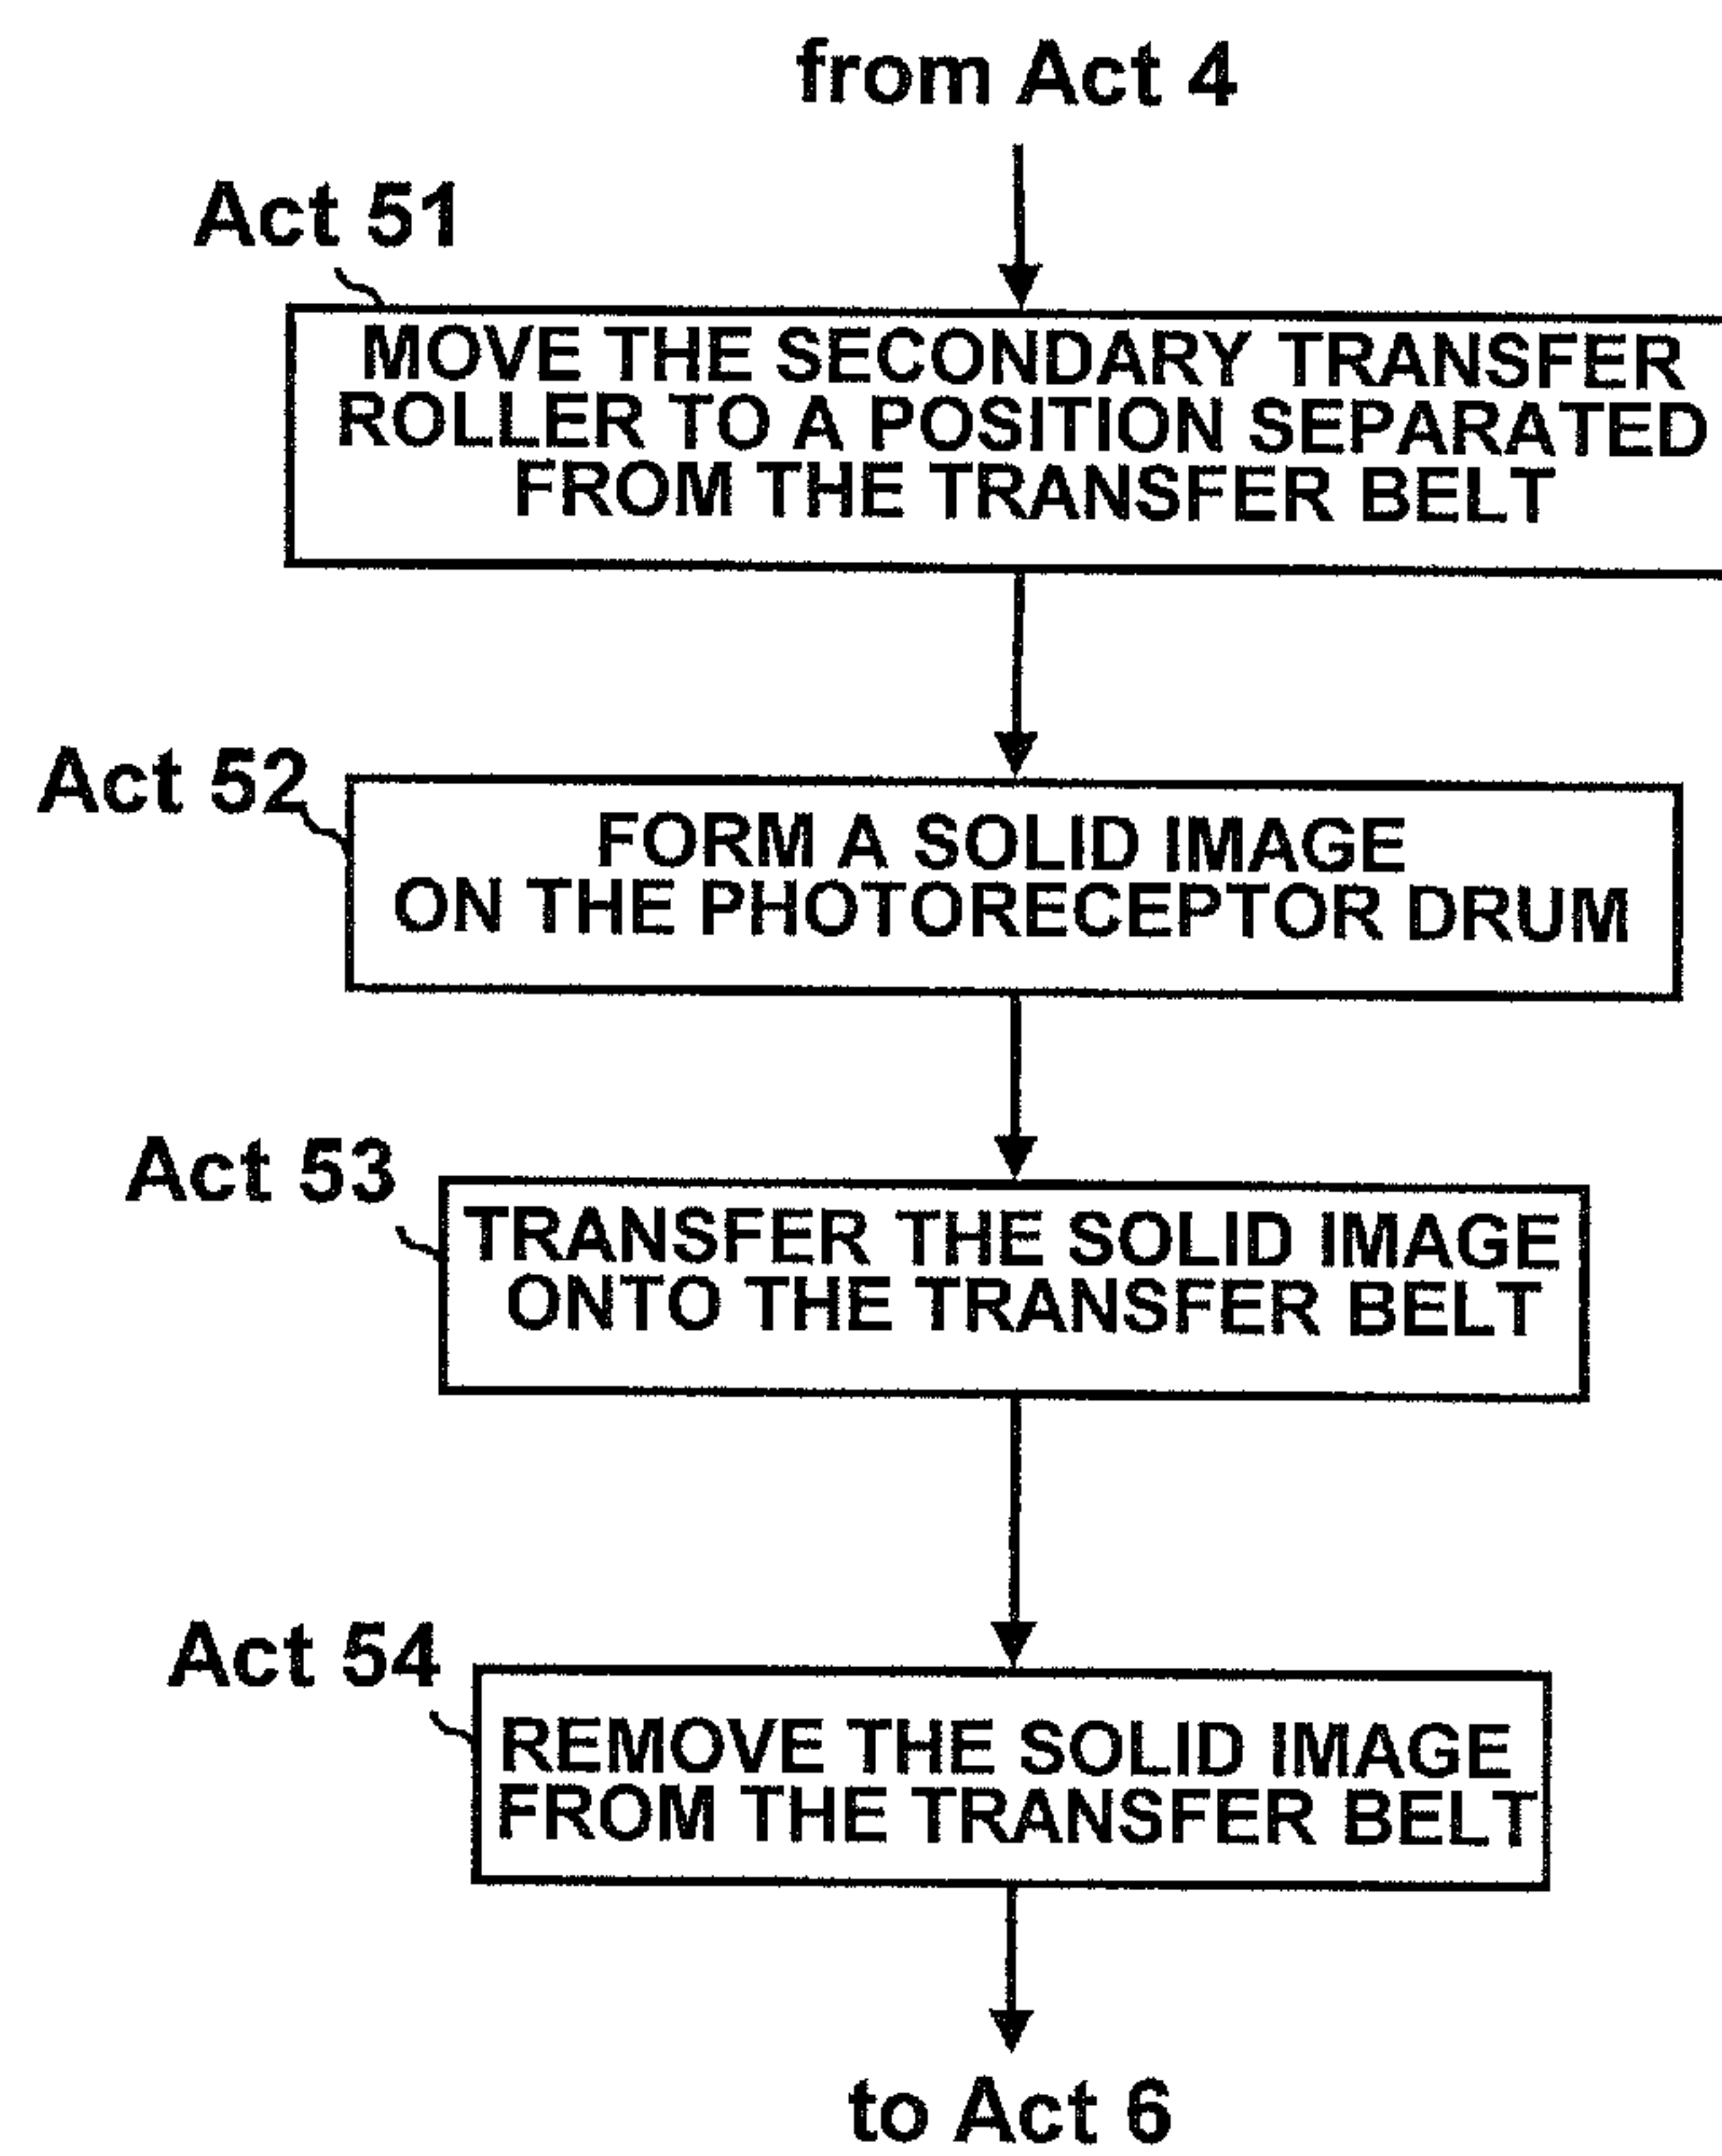 from Act 4
Act 51
MOVE THE SECONDARY TRANSFER
ROLLER TO A POSITION SEPARATED
FROM THE TRANSFER BELT
Act 52
FORM A SOLID IMAGE
ON THE PHOTORECEPTOR DRUM
Act 53
TRANSFER THE SOLID IMAGE
ONTO THE TRANSFER BELT
Act 54
REMOVE THE SOLID IMAGE
FROM THE TRANSFER BELT
to Act 6